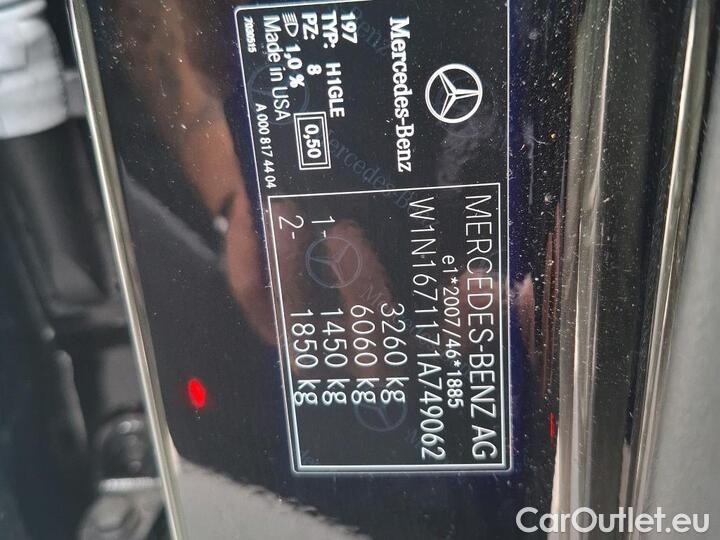 Mercedes-Benz
197
TYP: H1GLE
PZ: 8
0,50
1,0 %
Made in USA
7000515
A 000 817 44 04
MERCEDES-BENZ AG
e1*2007/46*1885
W1N1671171A749062
3260 kg
6060 kg
1- 1450 kg
2- 1850 kg
CarOutlet.eu